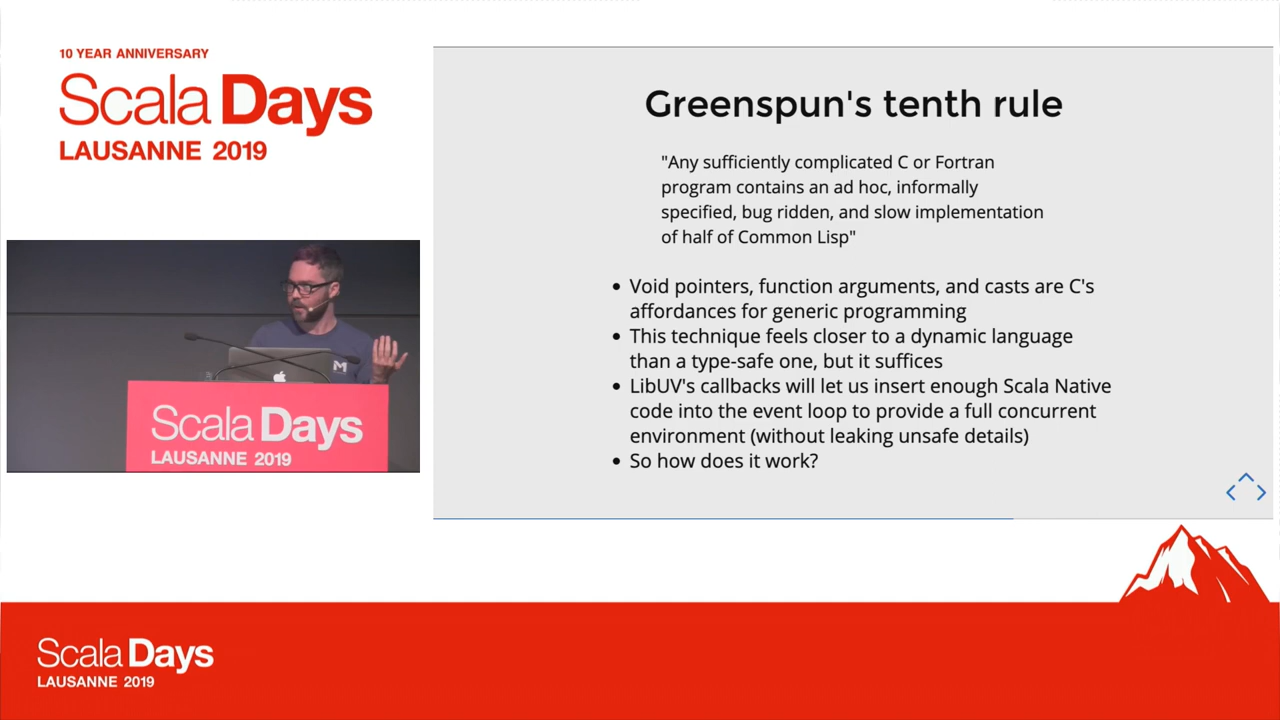 10 YEAR ANNIVERSARY
Scala Days
LAUSANNE 2019
Greenspun's tenth rule
"Any sufficiently complicated C or Fortran
program contains an ad hoc, informally
specified, bug ridden, and slow implementation
of half of Common Lisp"
• Void pointers, function arguments, and casts are C's
affordances for generic programming
• This technique feels closer to a dynamic language
than a type-safe one, but it suffices
• LibUV's callbacks will let us insert enough Scala Native
code into the event loop to provide a full concurrent
environment (without leaking unsafe details)
• So how does it work?
M
Scala Days
LAUSANNE 2019
Scala Days
LAUSANNE 2019